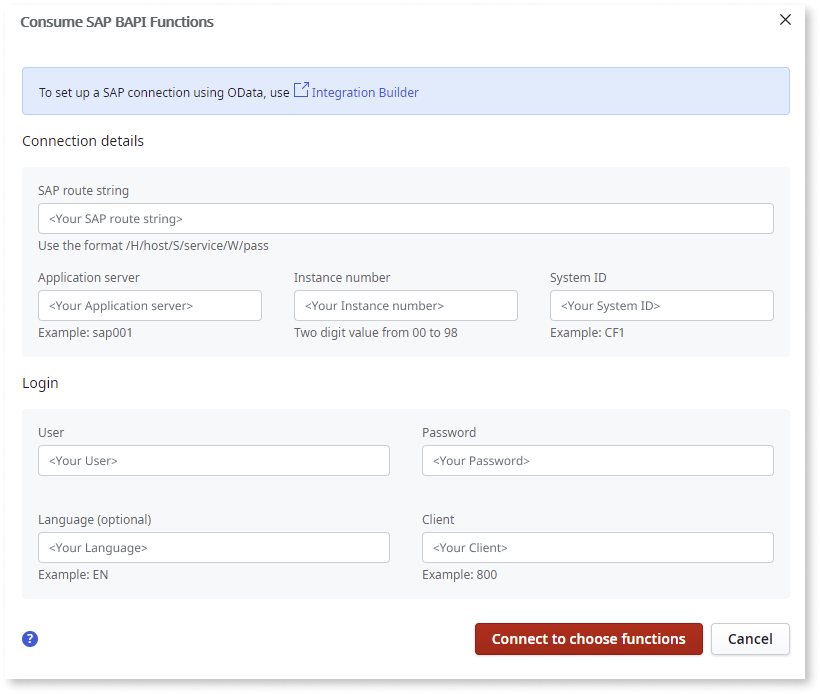 Consume SAP BAPI Functions
To set up a SAP connection using OData, use Integration Builder
Connection details
SAP route string
<Your SAP route string>
Use the format /H/host/S/service/W/pass
Application server Instance number System ID
<Your Application server> <Your Instance number> <Your System ID>
Example: sap001 Two digit value from 00 to 98 Example: CF1
Login
User Password
<Your User> <Your Password>
Language (optional) Client
<Your Language> <Your Client>
Example: EN Example: 800
? Connect to choose functions Cancel